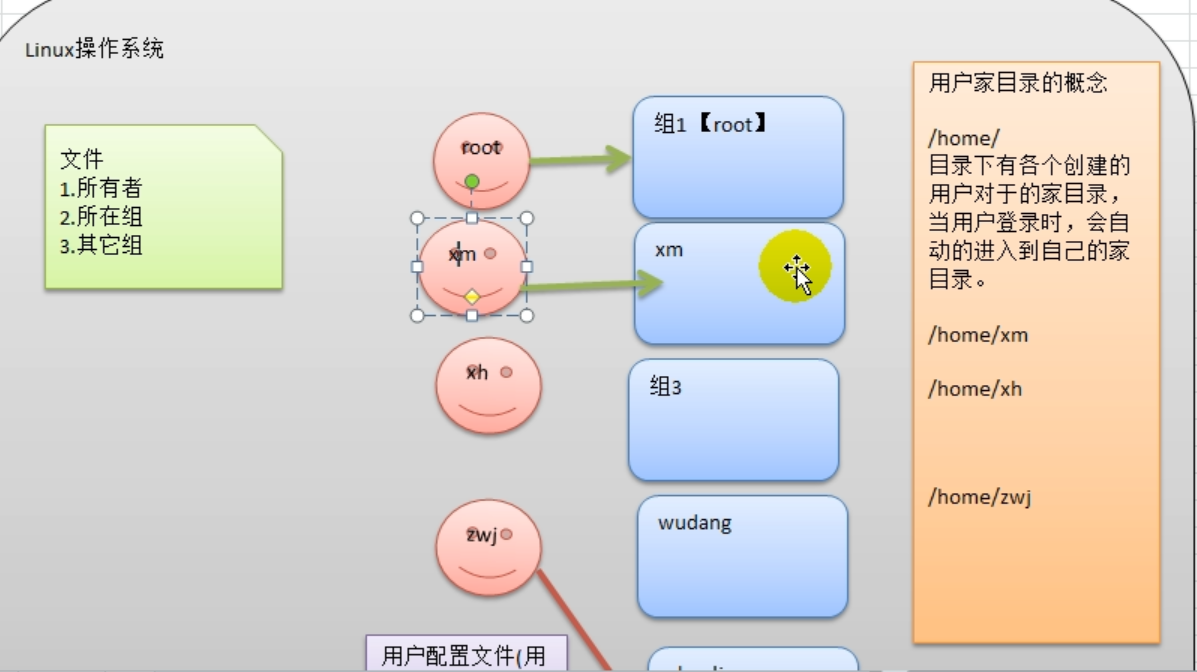 Linux操作系统
文件
1.所有者
2.所在组
3.其它组
root
xm
xh
zwj
组1【root】
xm
组3
wudang
用户家目录的概念
/home/
目录下有各个创建的
用户对于的家目录，
当用户登录时，会自
动的进入到自己的家
目录。
/home/xm
/home/xh
/home/zwj
用户配置文件(用